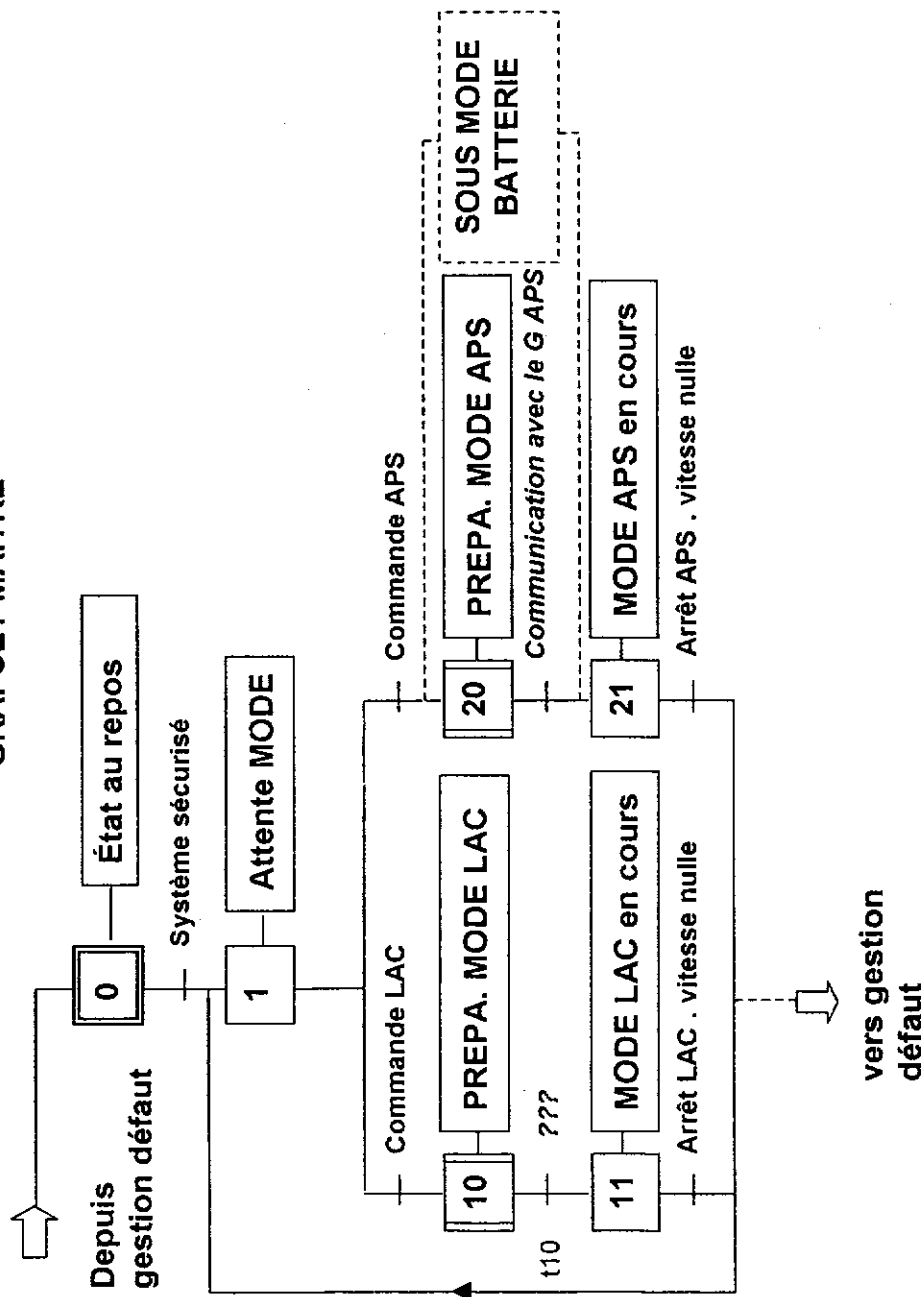 Depuis
gestion défaut
0
État au repos
Système sécurisé
1
Attente MODE
Commande LAC
Commande APS
10
PREPA. MODE LAC
20
PREPA. MODE APS
SOUS MODE
BATTERIE
t10
???
Communication avec le G APS
11
MODE LAC en cours
21
MODE APS en cours
Arrêt LAC . vitesse nulle
Arrêt APS . vitesse nulle
vers gestion
défaut